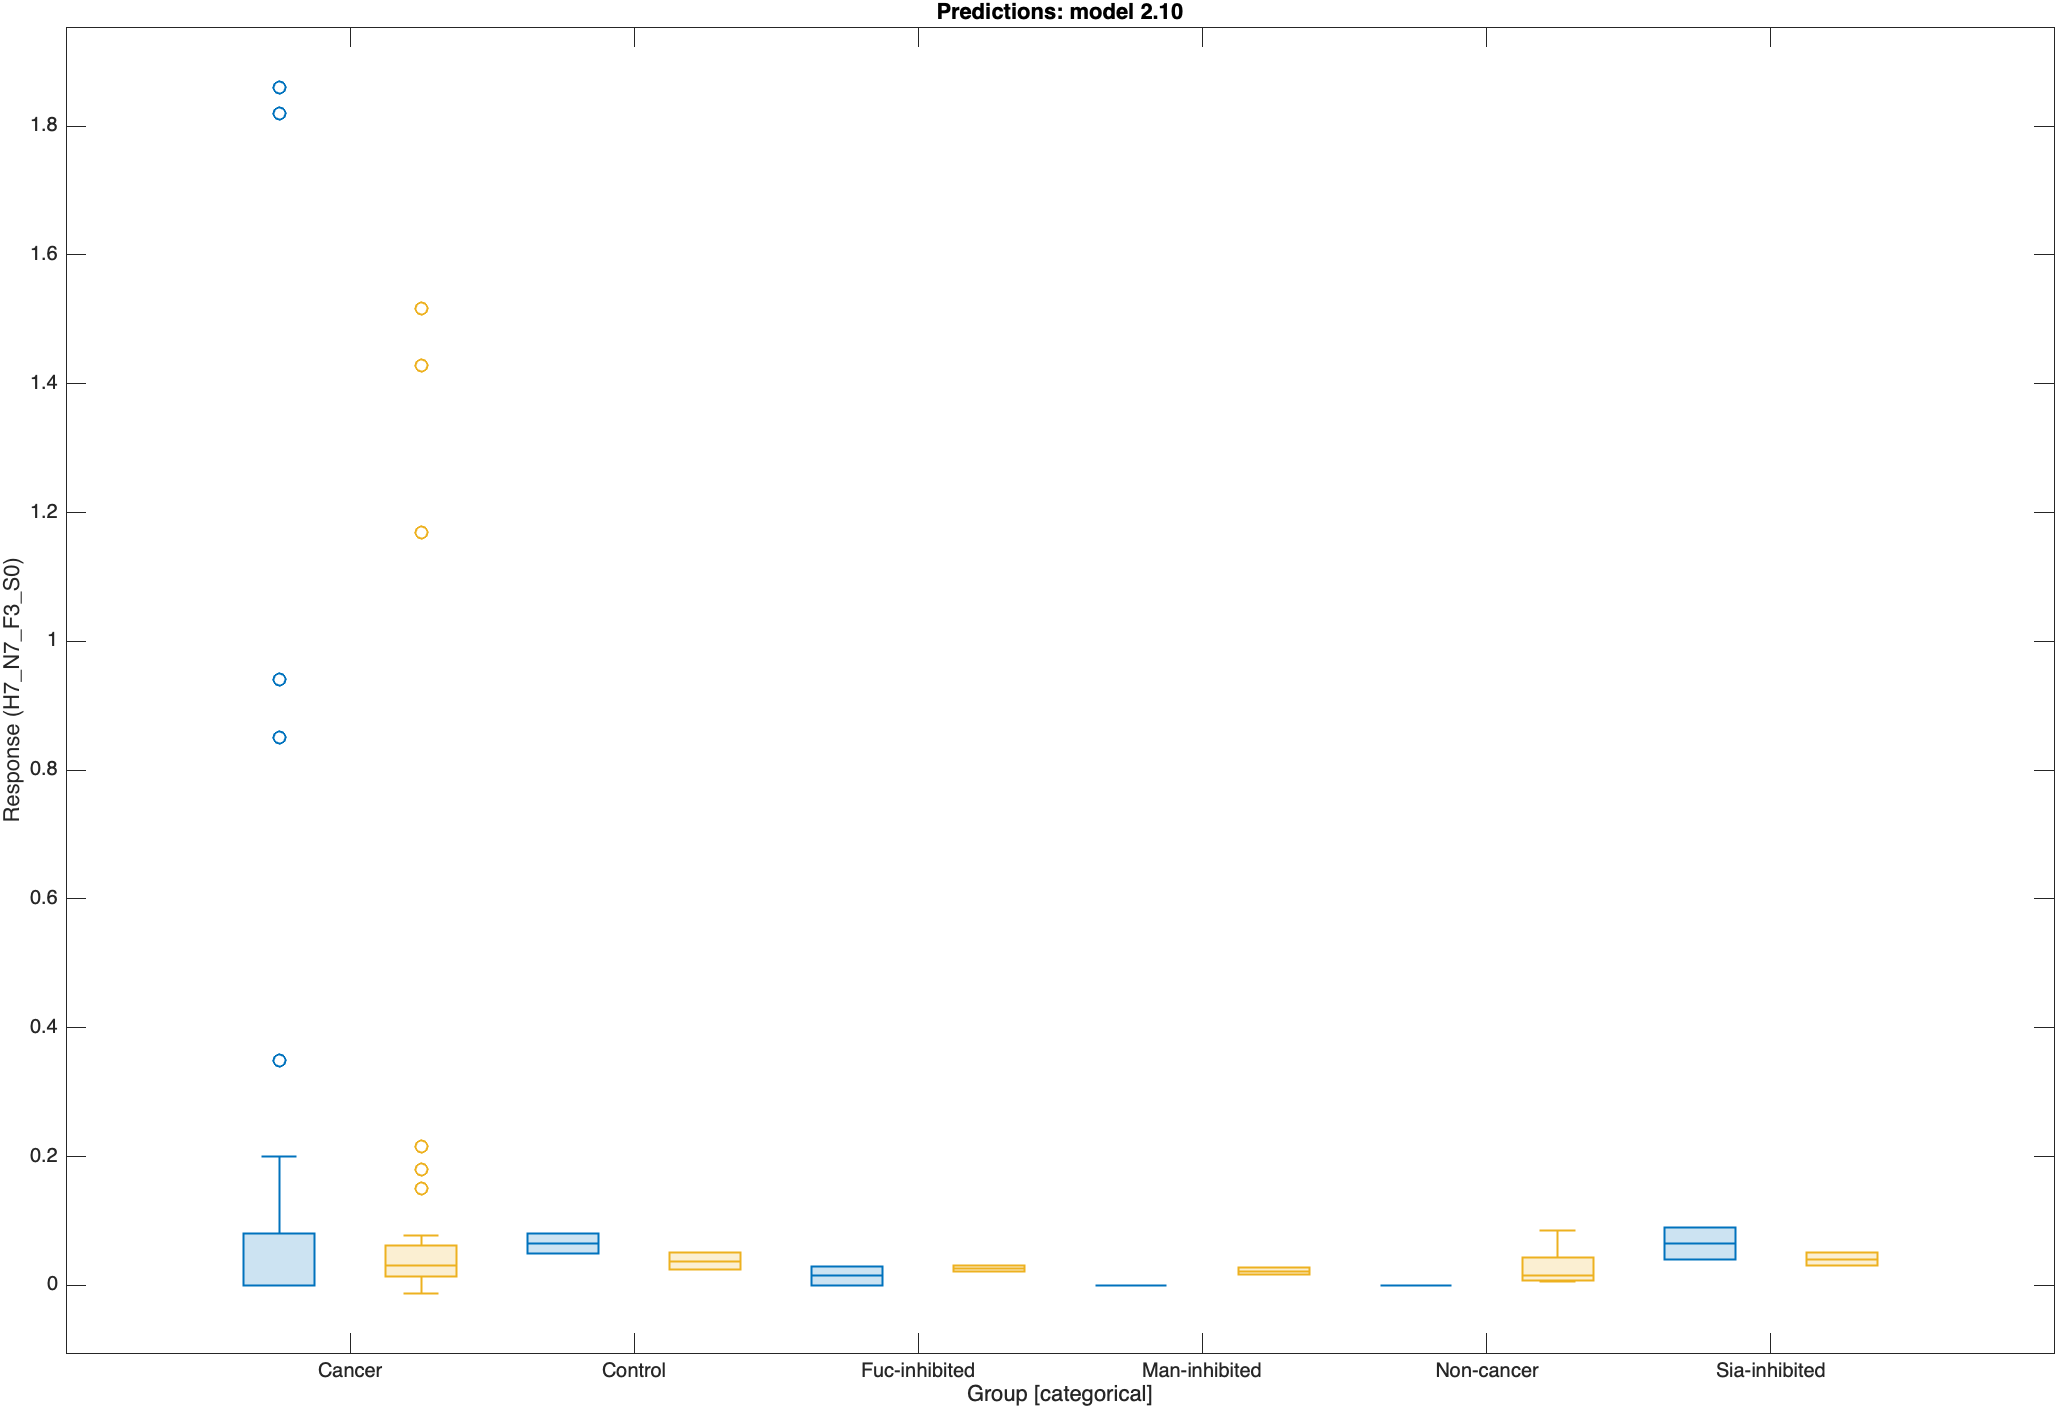 Predictions: model 2.10
Response (H7_N7_F3_S0)
1.8
1.6
1.4
1.2
1
0.8
0.6
0.4
0.2
0
Cancer Control Fuc-inhibited Man-inhibited Non-cancer Sia-inhibited
Group [categorical]